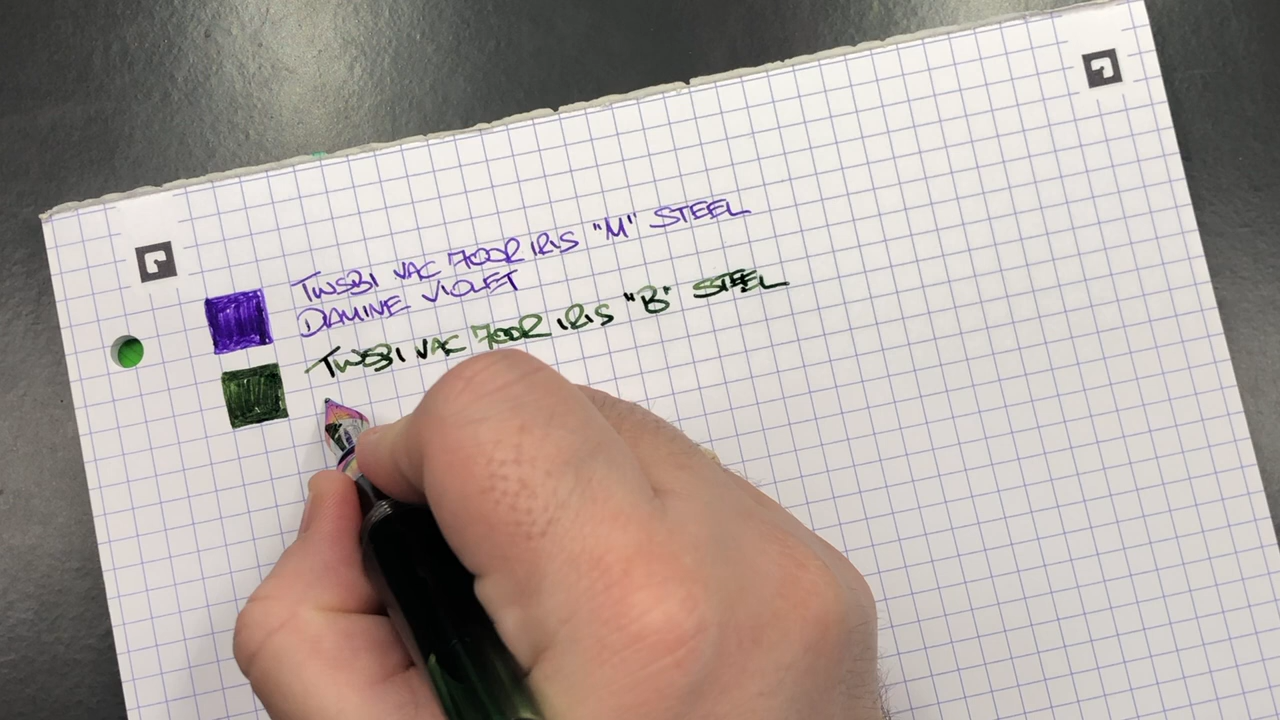 TWSBI VAC 700R IRIS "M" STEEL
DIAMINE VIOLET
TWSBI VAC 700R IRIS "B" STEEL